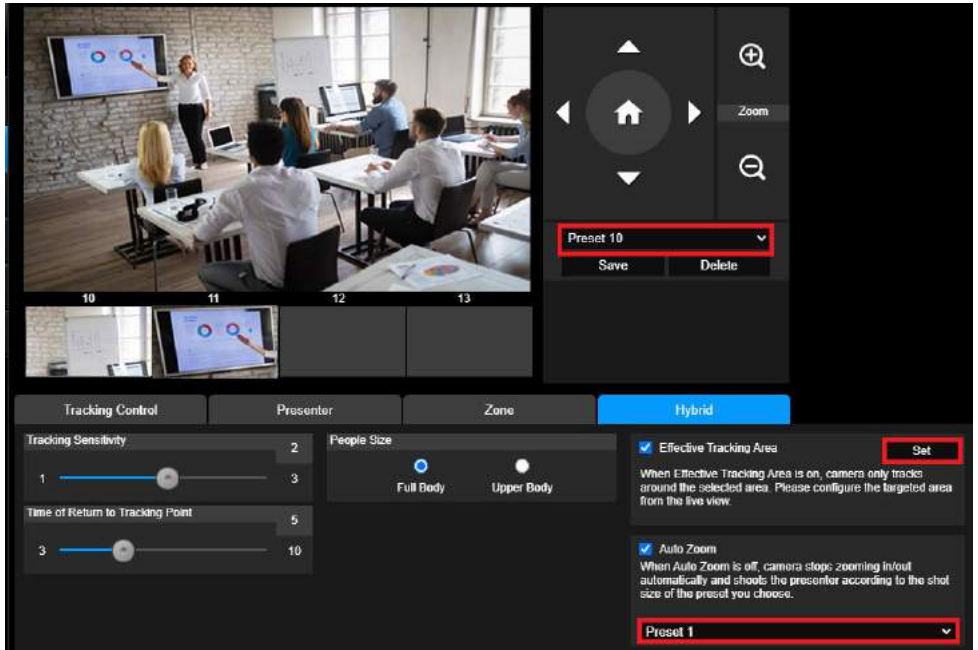 Zoom
Preset 10
Save Delete
10 11 12 13
Tracking Control Presenter Zone Hybrid
Tracking Sensitivity 2
1 3
People Size
Full Body Upper Body
Effective Tracking Area Set
When Effective Tracking Area is on, camera only tracks
around the selected area. Please configure the targeted area
from the live view.
Time of Return to Tracking Point 5
3 10
Auto Zoom
When Auto Zoom is off, camera stops zooming in/out
automatically and shoots the presenter according to the shot
size of the preset you choose.
Preset 1